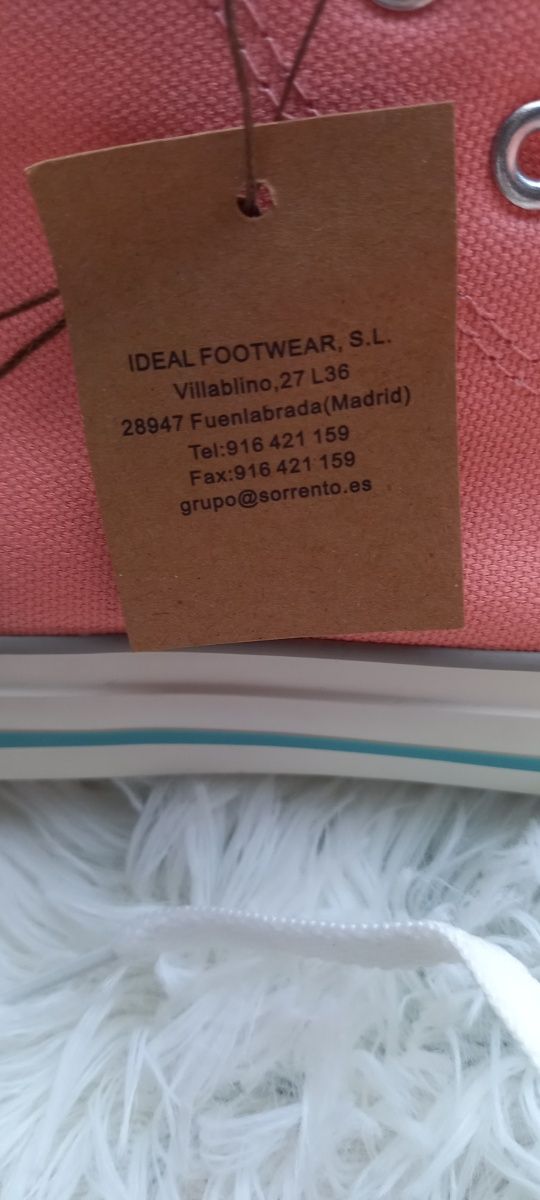 IDEAL FOOTWEAR, S.L.
Villablino,27 L36
28947 Fuenlabrada(Madrid)
Tel:916 421 159
Fax:916 421 159
grupo@sorrento.es